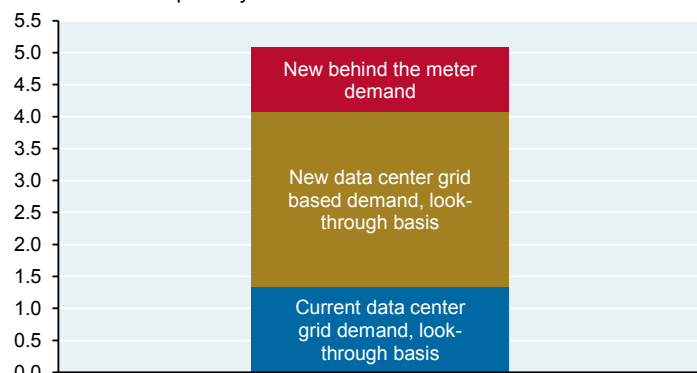 5.5
5.0
4.5
4.0
3.5
3.0
2.5
2.0
1.5
1.0
0.5
0.0
New behind the meter
demand
New data center grid
based demand, look-
through basis
Current data center
grid demand, look-
through basis